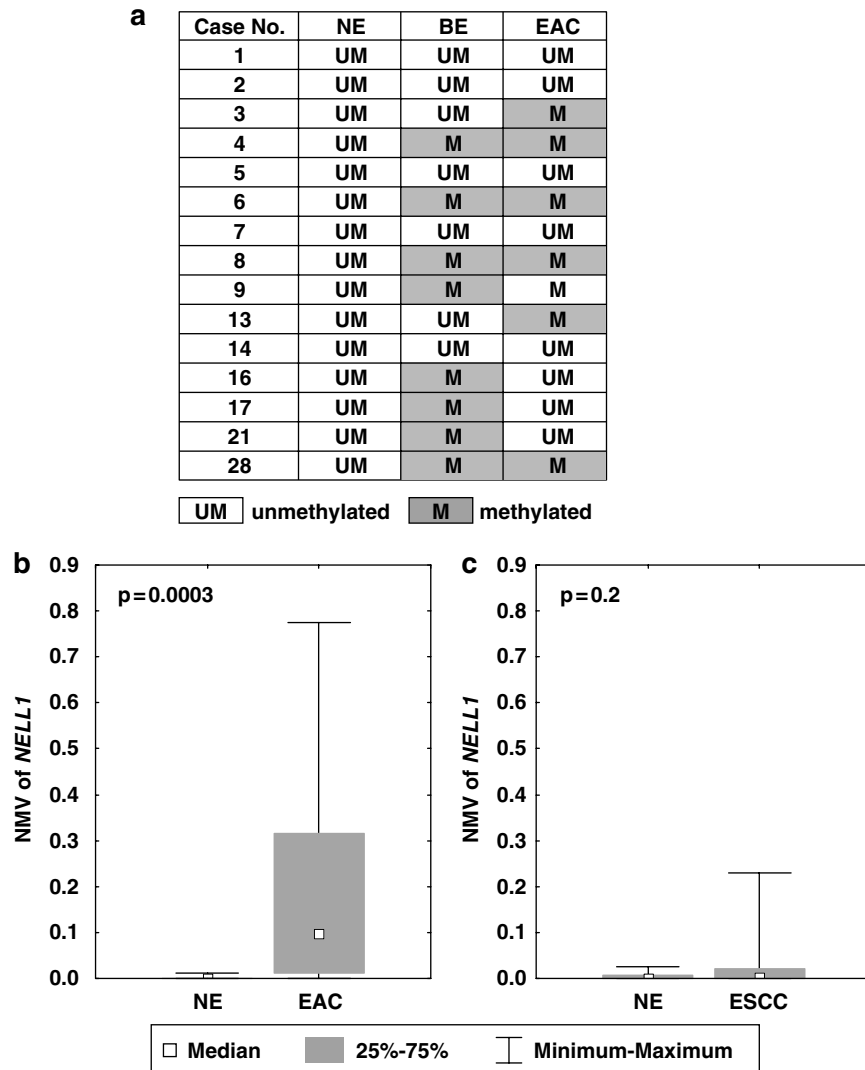 a
Case No. NE BE EAC
1 UM UM UM
2 UM UM UM
3 UM UM M
4 UM M M
5 UM UM UM
6 UM M M
7 UM UM UM
8 UM M M
9 UM M M
13 UM UM M
14 UM UM UM
16 UM M UM
17 UM M UM
21 UM M UM
28 UM M M
UM unmethylated M methylated
b
p=0.0003
NMV of NELL1
0.9
0.8
0.7
0.6
0.5
0.4
0.3
0.2
0.1
0.0
NE EAC
c
p=0.2
NMV of NELL1
0.9
0.8
0.7
0.6
0.5
0.4
0.3
0.2
0.1
0.0
NE ESCC
Median 25%-75% Minimum-Maximum